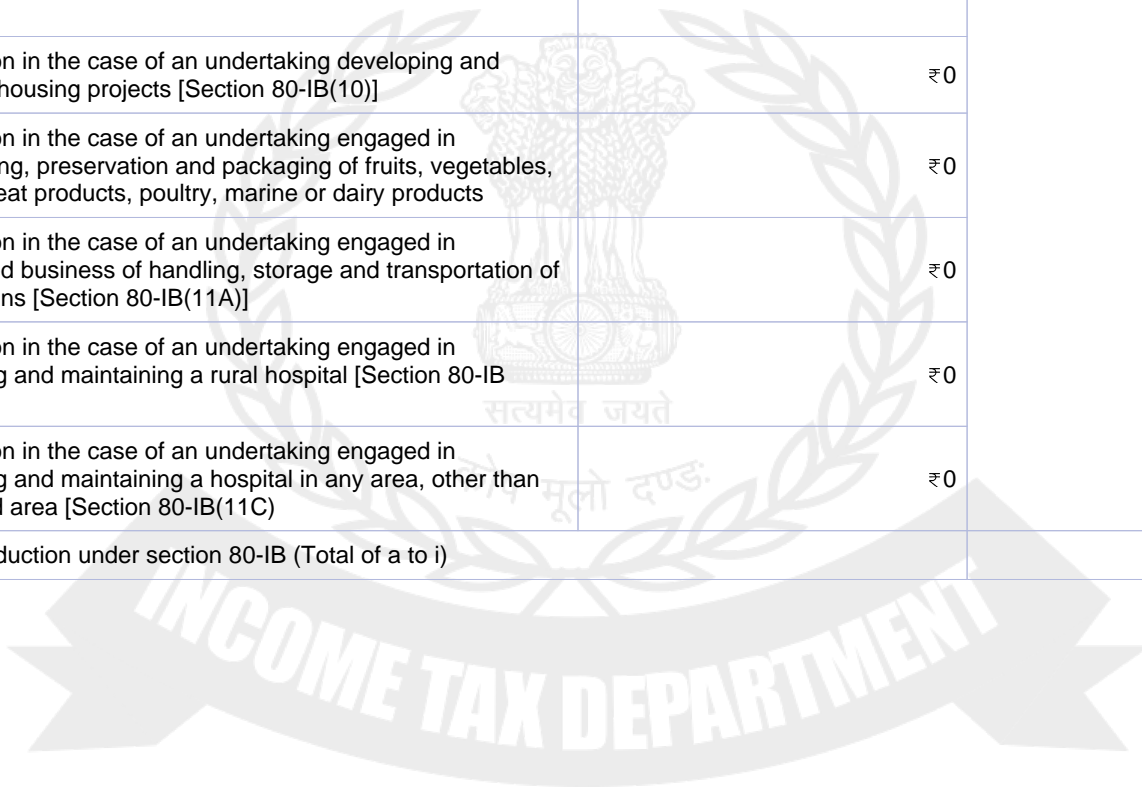 on in the case of an undertaking developing and
housing projects [Section 80-IB(10)]
₹0
on in the case of an undertaking engaged in
ng, preservation and packaging of fruits, vegetables,
eat products, poultry, marine or dairy products
₹0
on in the case of an undertaking engaged in
d business of handling, storage and transportation of
ns [Section 80-IB(11A)]
₹0
on in the case of an undertaking engaged in
g and maintaining a rural hospital [Section 80-IB
₹0
on in the case of an undertaking engaged in
g and maintaining a hospital in any area, other than
l area [Section 80-IB(11C)
₹0
duction under section 80-IB (Total of a to i)
सत्यमेव जयते
कोष मूलो दण्डः
INCOME TAX DEPARTMENT